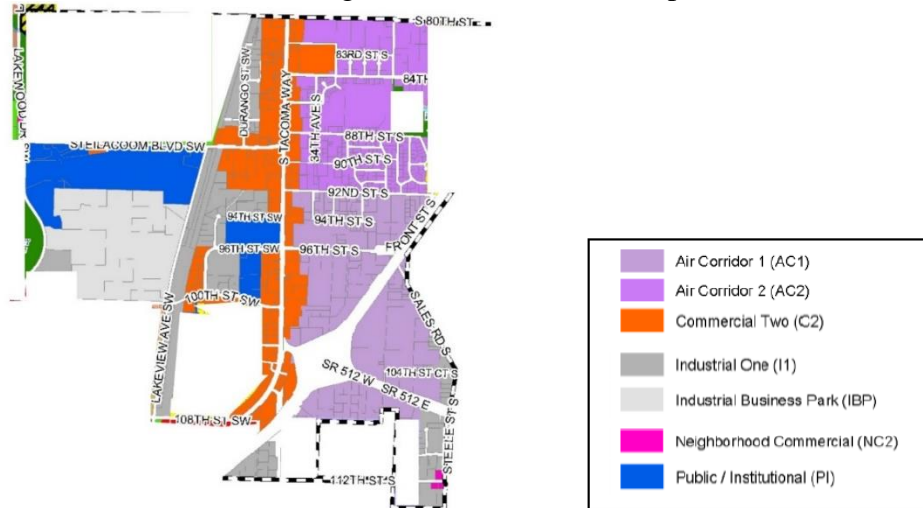 S 80TH ST
LAKEWOOD DR
SW
DURANGO ST SW
S TACOMA WAY
83RD ST S
84TH
34TH AVE S
STEILACOOM BLVD SW
88TH ST S
90TH ST S
92ND ST S
94TH ST SW
94TH ST S
96TH ST SW
96TH ST S
FRONT ST S
100TH ST SW
SALES RD S
LAKEVIEW AVE SW
SR 512 W
SR 512 E
104TH ST CT S
108TH ST SW
STEELE ST S
112TH ST S
Air Corridor 1 (AC1)
Air Corridor 2 (AC2)
Commercial Two (C2)
Industrial One (I1)
Industrial Business Park (IBP)
Neighborhood Commercial (NC2)
Public / Institutional (PI)